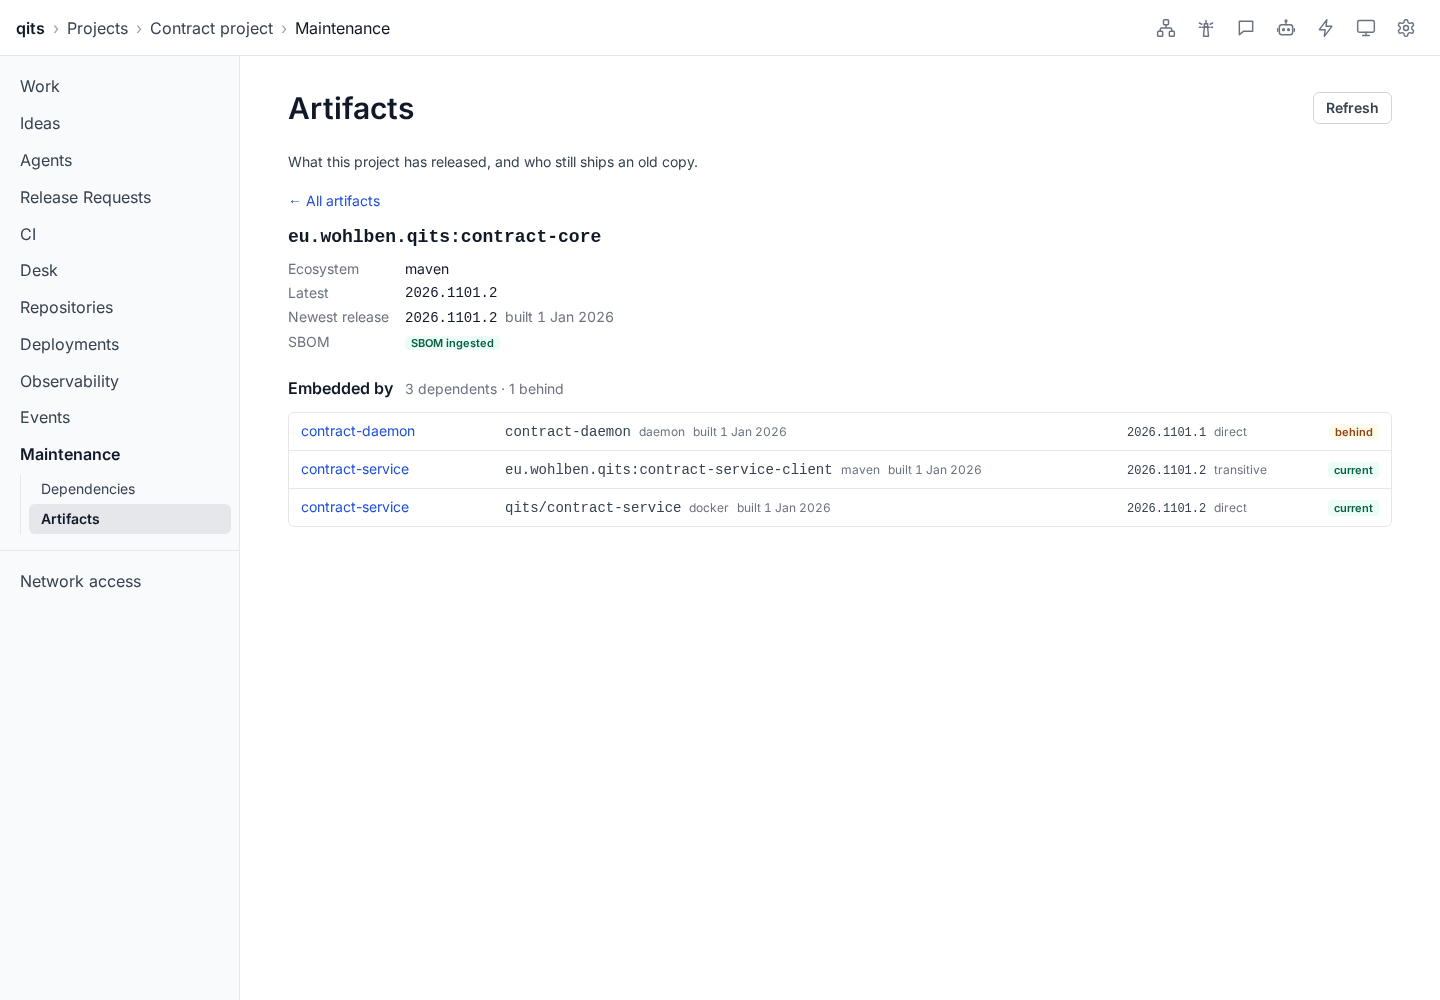 qits › Projects › Contract project › Maintenance
Work
Ideas
Agents
Release Requests
CI
Desk
Repositories
Deployments
Observability
Events
Maintenance
Dependencies
Artifacts
Network access
Artifacts
Refresh
What this project has released, and who still ships an old copy.
← All artifacts
eu.wohlben.qits:contract-core
Ecosystem maven
Latest 2026.1101.2
Newest release 2026.1101.2 built 1 Jan 2026
SBOM SBOM ingested
Embedded by 3 dependents · 1 behind
contract-daemon contract-daemon daemon built 1 Jan 2026 2026.1101.1 direct behind
contract-service eu.wohlben.qits:contract-service-client maven built 1 Jan 2026 2026.1101.2 transitive current
contract-service qits/contract-service docker built 1 Jan 2026 2026.1101.2 direct current